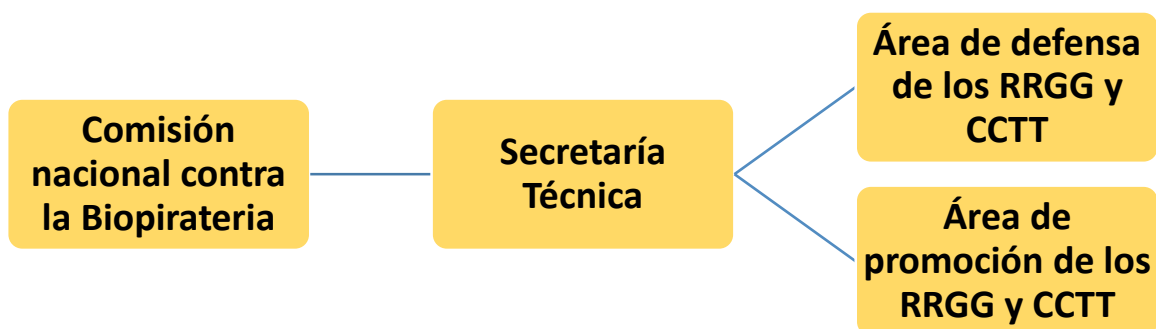 Comisión
nacional contra
la Biopirateria
Secretaría
Técnica
Área de defensa
de los RRGG y
CCTT
Área de
promoción de los
RRGG y CCTT